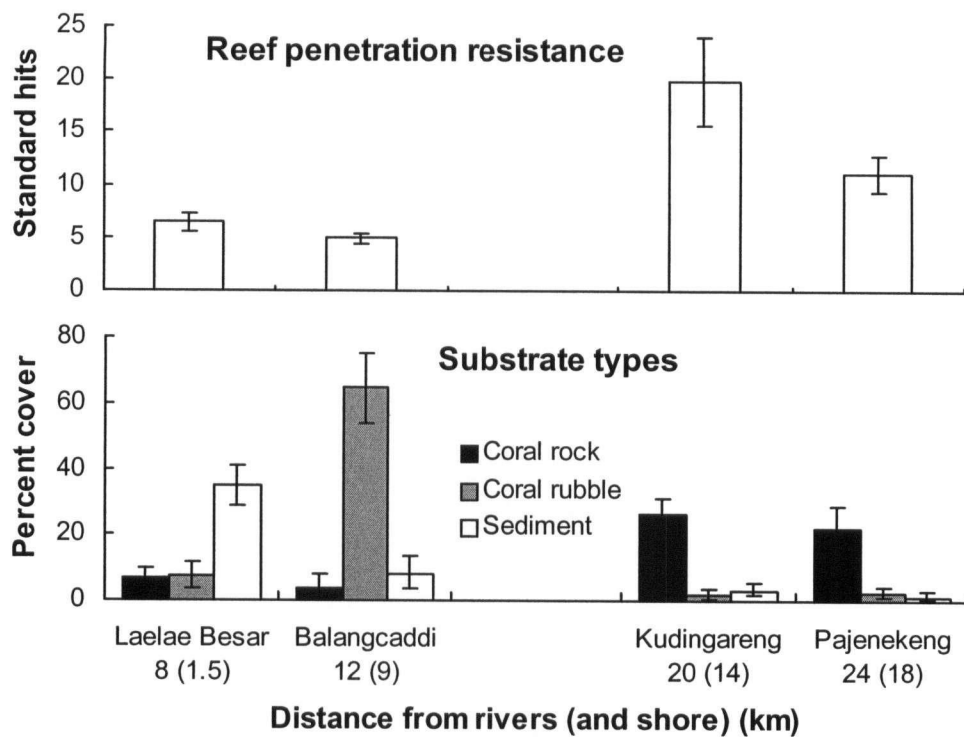 Reef penetration resistance
Standard hits
25
20
15
10
5
0
Substrate types
Percent cover
80
60
40
20
0
Coral rock
Coral rubble
Sediment
Laelae Besar
8 (1.5)
Balangcaddi
12 (9)
Kudingareng
20 (14)
Pajenekeng
24 (18)
Distance from rivers (and shore) (km)